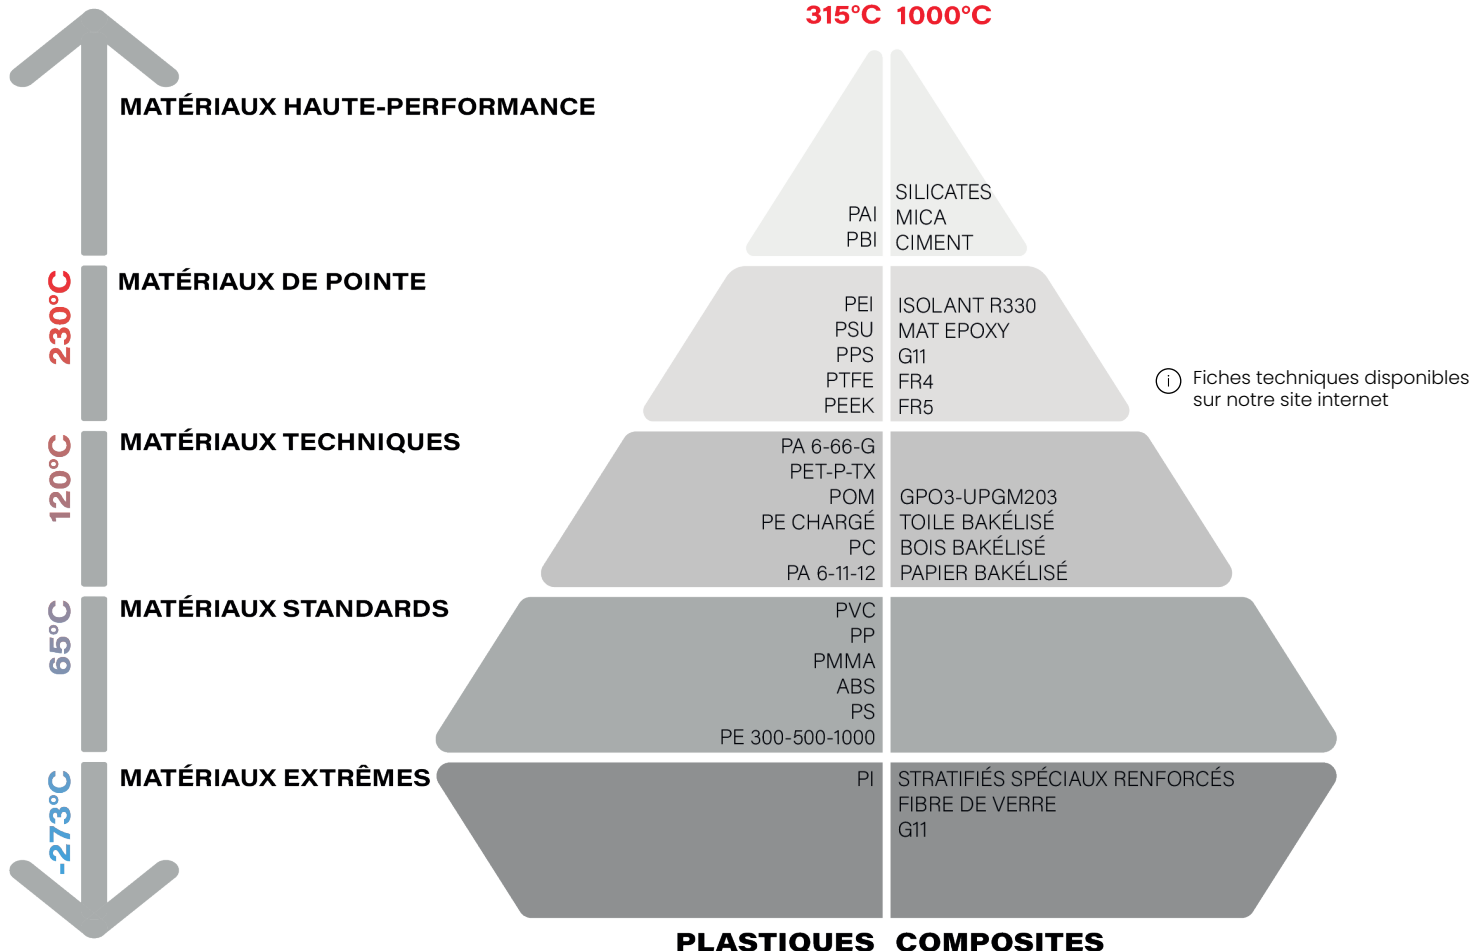 315°C 1000°C
MATÉRIAUX HAUTE-PERFORMANCE
PAI
PBI
SILICATES
MICA
CIMENT
230°C
MATÉRIAUX DE POINTE
PEI
PSU
PPS
PTFE
PEEK
ISOLANT R330
MAT EPOXY
G11
FR4
FR5
Fiches techniques disponibles
sur notre site internet
120°C
MATÉRIAUX TECHNIQUES
PA 6-66-G
PET-P-TX
POM
PE CHARGÉ
PC
PA 6-11-12
GPO3-UPGM203
TOILE BAKÉLISÉ
BOIS BAKÉLISÉ
PAPIER BAKÉLISÉ
65°C
MATÉRIAUX STANDARDS
PVC
PP
PMMA
ABS
PS
PE 300-500-1000
-273°C
MATÉRIAUX EXTRÊMES
PI
STRATIFIÉS SPÉCIAUX RENFORCÉS
FIBRE DE VERRE
G11
PLASTIQUES COMPOSITES